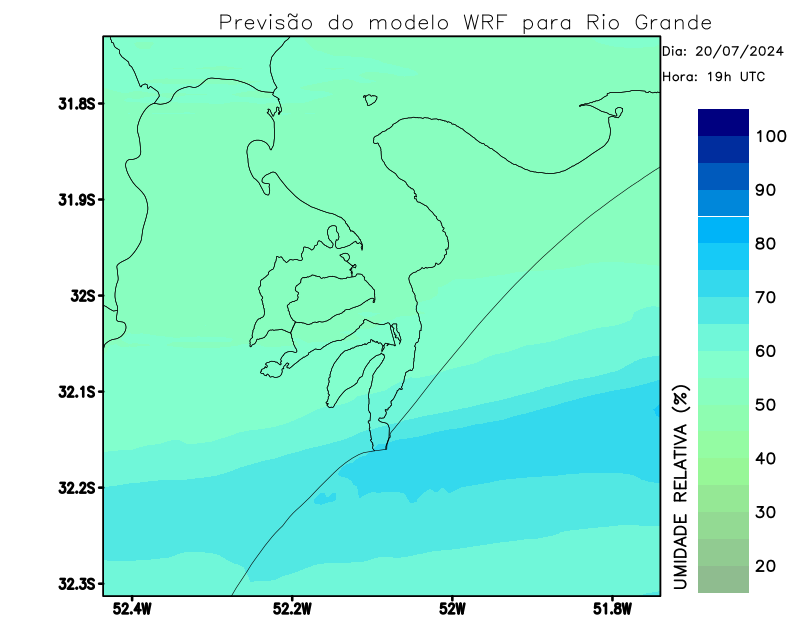 Previsão do modelo WRF para Rio Grande
Dia: 20/07/2024
Hora: 19h UTC
31.8S
31.9S
32S
32.1S
32.2S
32.3S
52.4W
52.2W
52W
51.8W
UMIDADE RELATIVA (%)
100
90
80
70
60
50
40
30
20